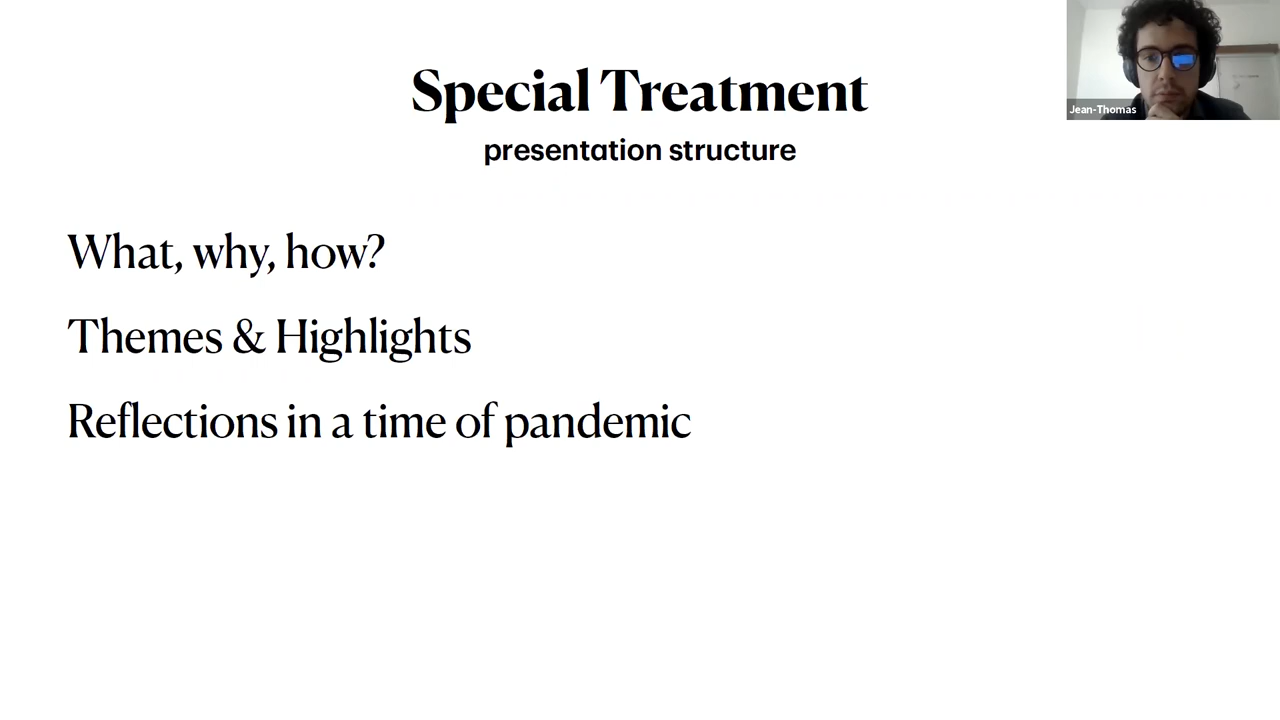 Special Treatment
presentation structure
Jean-Thomas
What, why, how?
Themes & Highlights
Reflections in a time of pandemic